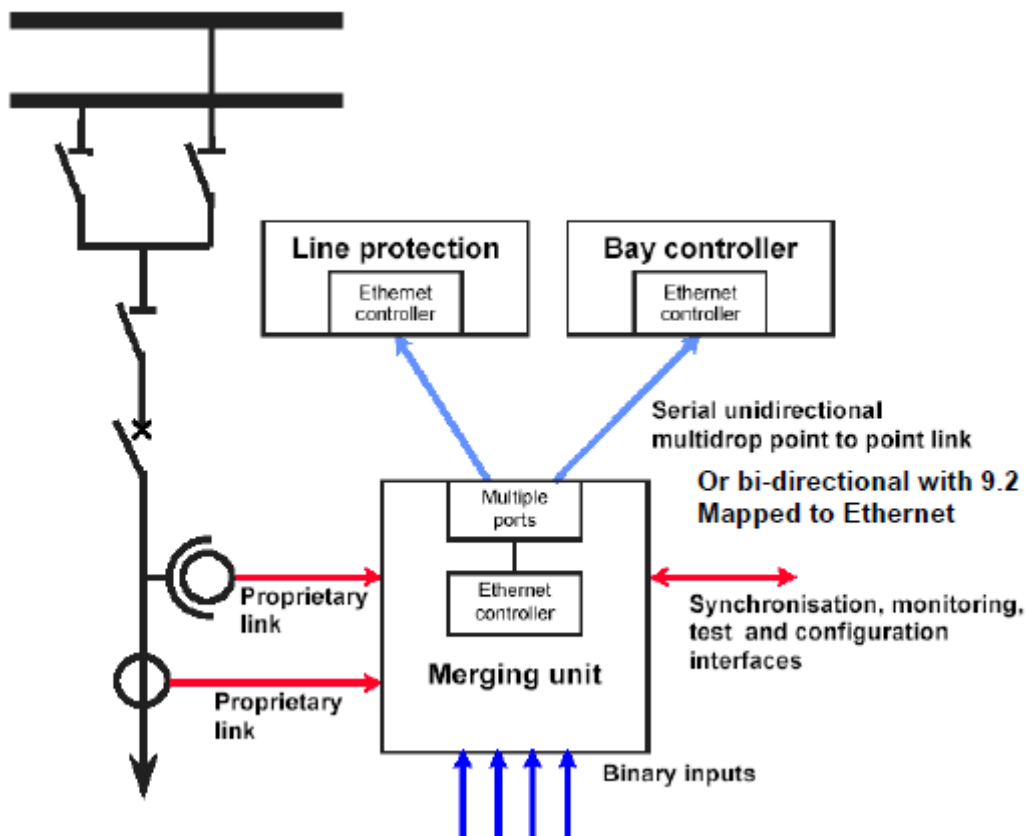 Line protection
Ethernet
controller
Bay controller
Ethernet
controller
Serial unidirectional
multidrop point to point link
Or bi-directional with 9.2
Mapped to Ethernet
Multiple
ports
Ethernet
controller
Merging unit
Proprietary
link
Proprietary
link
Synchronisation, monitoring,
test and configuration
interfaces
Binary inputs